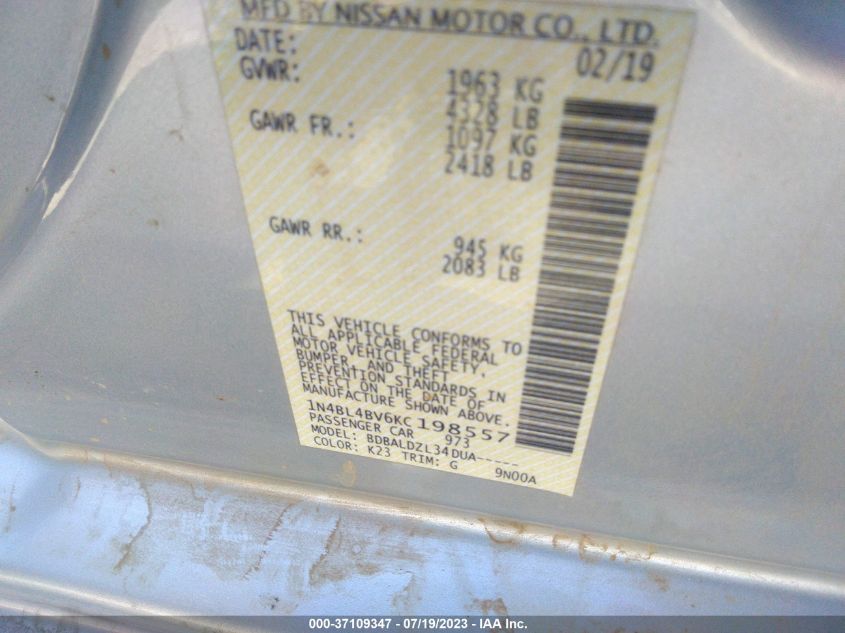 MFD BY NISSAN MOTOR CO., LTD.
DATE: 02/19
GVWR: 1963 KG
4328 LB
GAWR FR.: 1097 KG
2418 LB
GAWR RR.: 945 KG
2083 LB
THIS VEHICLE CONFORMS TO
ALL APPLICABLE FEDERAL
MOTOR VEHICLE SAFETY,
BUMPER, AND THEFT
PREVENTION STANDARDS IN
EFFECT ON THE DATE OF
MANUFACTURE SHOWN ABOVE.
1N4BL4BV6KC198557
PASSENGER CAR 973
MODEL: BDBALDZL34DUA-----
COLOR: K23 TRIM: G 9N00A
000-37109347 - 07/19/2023 - IAA Inc.